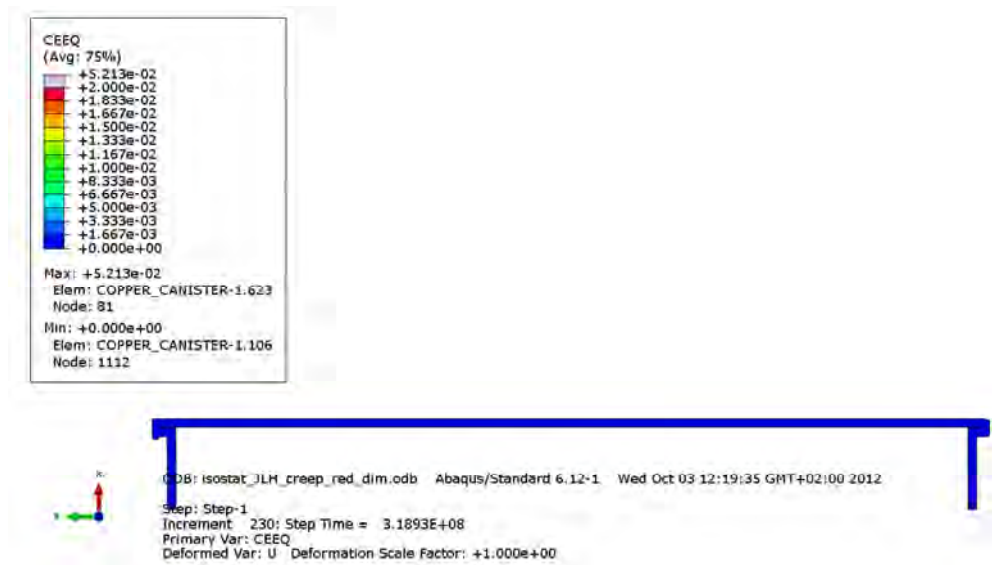 CEEQ
(Avg: 75%)
+5.213e-02
+2.000e-02
+1.833e-02
+1.667e-02
+1.500e-02
+1.333e-02
+1.167e-02
+1.000e-02
+8.333e-03
+6.667e-03
+5.000e-03
+3.333e-03
+1.667e-03
+0.000e+00
Max: +5.213e-02
Elem: COPPER_CANISTER-1.623
Node: 81
Min: +0.000e+00
Elem: COPPER_CANISTER-1.106
Node: 1112
ODB: isostat_JLH_creep_red_dim.odb Abaqus/Standard 6.12-1 Wed Oct 03 12:19:35 GMT+02:00 2012
Step: Step-1
Increment 230: Step Time = 3.1893E+08
Primary Var: CEEQ
Deformed Var: U Deformation Scale Factor: +1.000e+00